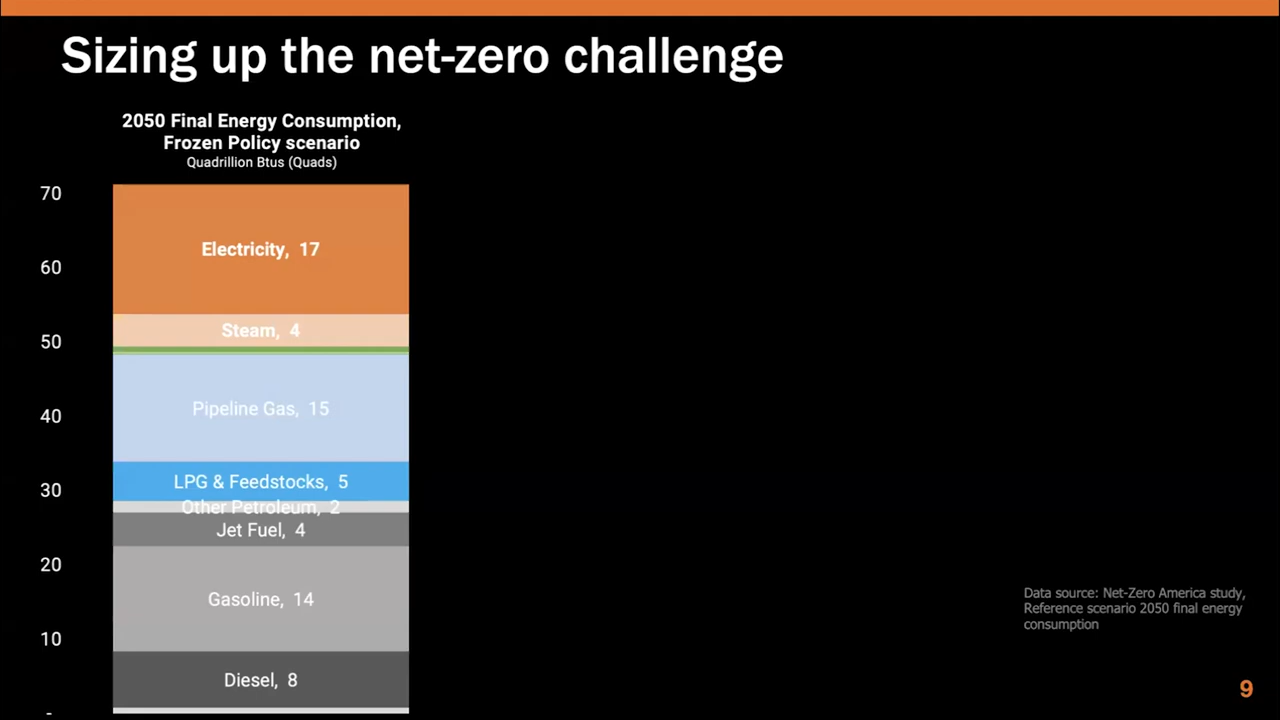 Sizing up the net-zero challenge
2050 Final Energy Consumption,
Frozen Policy scenario
Quadrillion Btus (Quads)
70
60
50
40
30
20
10
-
Electricity, 17
Steam, 4
Pipeline Gas, 15
LPG & Feedstocks, 5
Other Petroleum, 2
Jet Fuel, 4
Gasoline, 14
Diesel, 8
Data source: Net-Zero America study,
Reference scenario 2050 final energy
consumption
9